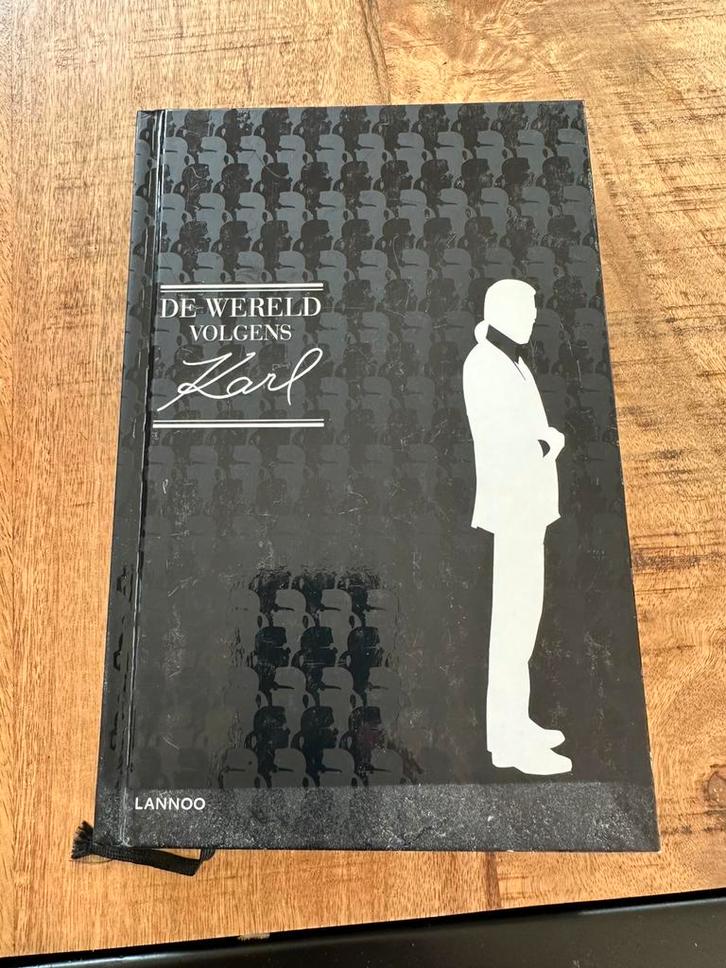 DE WERELD
VOLGENS
Karl
LANNOO